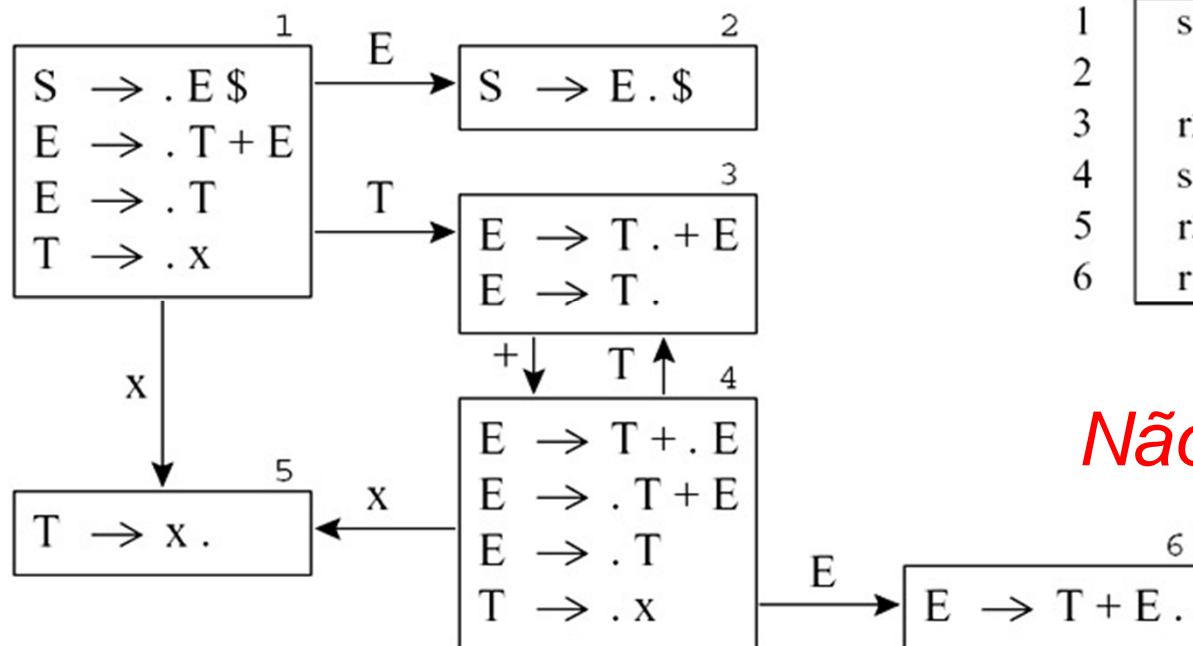 1
S → . E $
E → . T + E
E → . T
T → . x
E
2
S → E . $
T
3
E → T . + E
E → T .
x
+
T
4
E → T + . E
E → . T + E
E → . T
T → . x
5
T → x .
x
E
6
E → T + E .
1 s
2
3
4 s
5
6